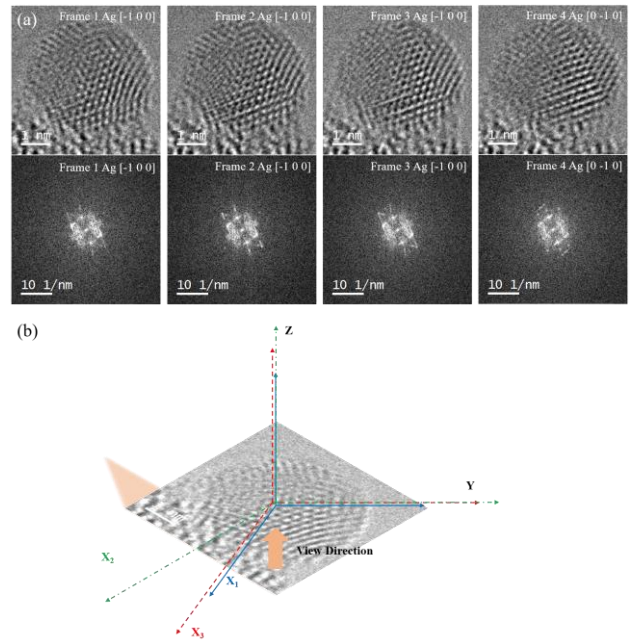 (a)
Frame 1 Ag [-1 0 0]
Frame 2 Ag [-1 0 0]
Frame 3 Ag [-1 0 0]
Frame 4 Ag [0 -1 0]
1 nm
1 nm
1 nm
1 nm
Frame 1 Ag [-1 0 0]
Frame 2 Ag [-1 0 0]
Frame 3 Ag [-1 0 0]
Frame 4 Ag [0 -1 0]
10 1/nm
10 1/nm
10 1/nm
10 1/nm
(b)
Z
Y
View Direction
X₂
X₁
X₃